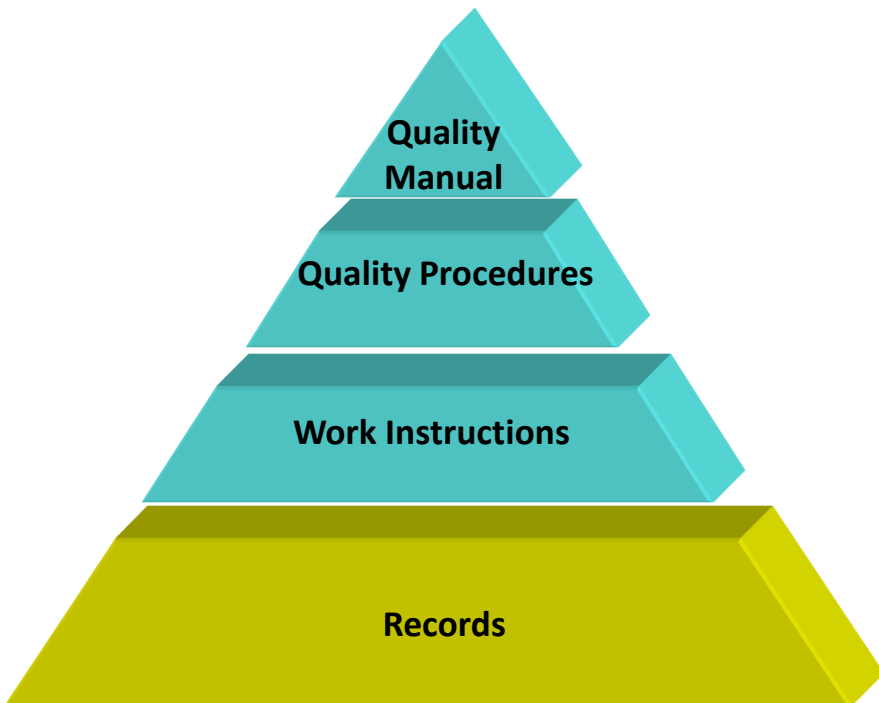 Quality
Manual
Quality Procedures
Work Instructions
Records